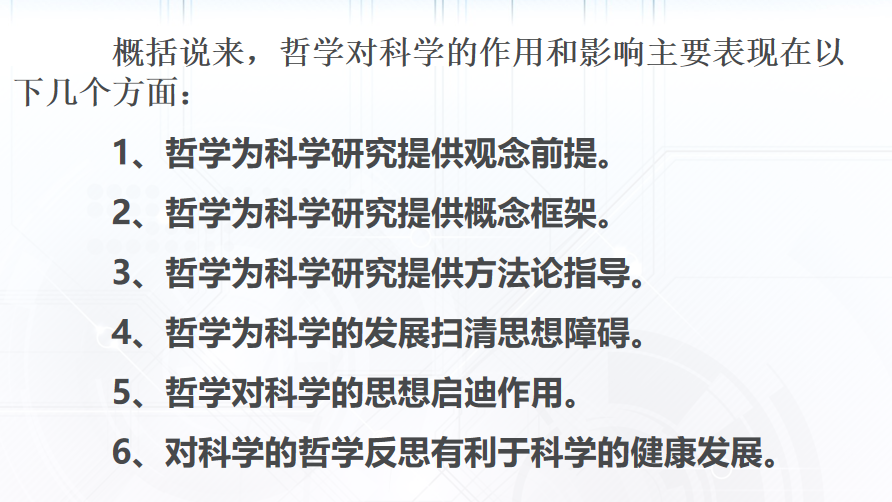 概括说来，哲学对科学的作用和影响主要表现在以
下几个方面：
1、哲学为科学研究提供观念前提。
2、哲学为科学研究提供概念框架。
3、哲学为科学研究提供方法论指导。
4、哲学为科学的发展扫清思想障碍。
5、哲学对科学的思想启迪作用。
6、对科学的哲学反思有利于科学的健康发展。